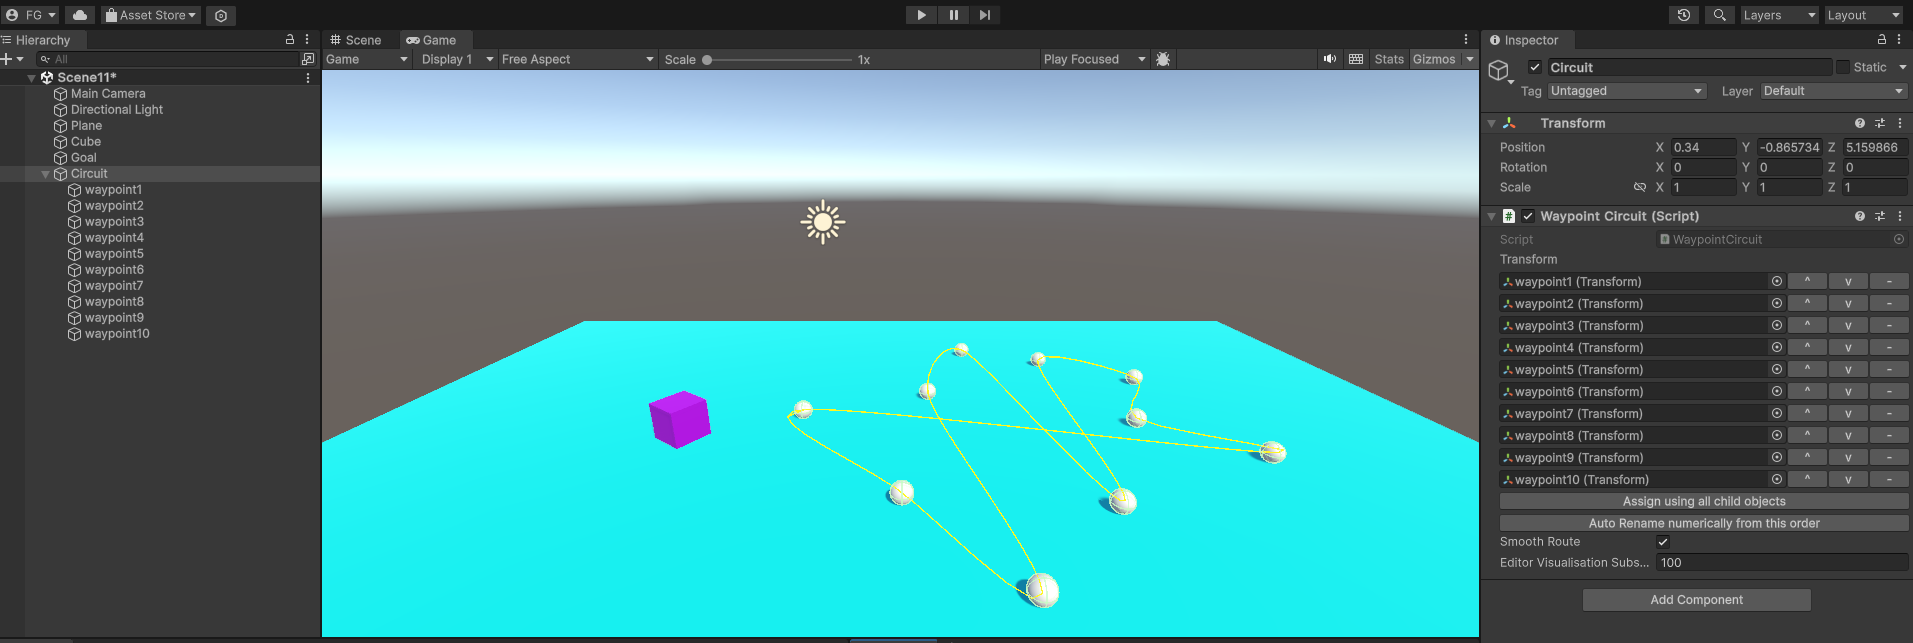 FG
Asset Store
Layers
Layout
Hierarchy
Scene
Game
Inspector
All
Game
Display 1
Free Aspect
Scale
1x
Play Focused
Stats
Gizmos
Scene11*
Main Camera
Directional Light
Plane
Cube
Goal
Circuit
waypoint1
waypoint2
waypoint3
waypoint4
waypoint5
waypoint6
waypoint7
waypoint8
waypoint9
waypoint10
Circuit
Static
Tag Untagged
Layer Default
Transform
Position X 0.34 Y -0.865734 Z 5.159866
Rotation X 0 Y 0 Z 0
Scale X 1 Y 1 Z 1
# Waypoint Circuit (Script)
Script # WaypointCircuit
Transform
waypoint1 (Transform) ^ v -
waypoint2 (Transform) ^ v -
waypoint3 (Transform) ^ v -
waypoint4 (Transform) ^ v -
waypoint5 (Transform) ^ v -
waypoint6 (Transform) ^ v -
waypoint7 (Transform) ^ v -
waypoint8 (Transform) ^ v -
waypoint9 (Transform) ^ v -
waypoint10 (Transform) ^ v -
Assign using all child objects
Auto Rename numerically from this order
Smooth Route
Editor Visualisation Subs... 100
Add Component